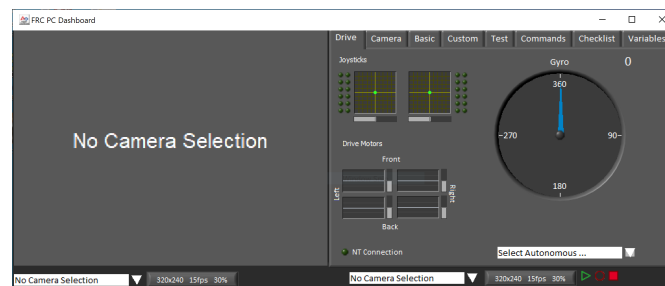 FRC PC Dashboard
Drive Camera Basic Custom Test Commands Checklist Variables
Joysticks
Gyro 0
360
No Camera Selection
270 90
Drive Motors
Front
180
Left Right
Back
NT Connection
Select Autonomous ...
No Camera Selection 320x240 15fps 30%
No Camera Selection 320x240 15fps 30%